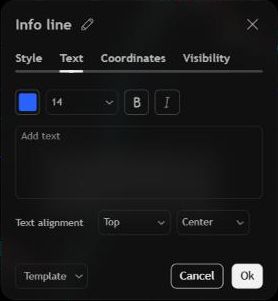 Info line
Style Text Coordinates Visibility
14 B I
Add text
Text alignment Top Center
Template Cancel Ok